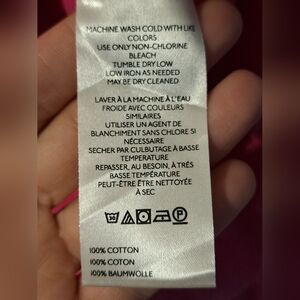 MACHINE WASH COLD WITH LIKE
COLORS
USE ONLY NON-CHLORINE
BLEACH
TUMBLE DRY LOW
LOW IRON AS NEEDED
MAY BE DRY CLEANED
LAVER À LA MACHINE À L'EAU
FROIDE AVEC COULEURS
SIMILAIRES
UTILISER UN AGENT DE
BLANCHIMENT SANS CHLORE SI
NÉCESSAIRE
SECHER PAR CULBUTAGE À BASSE
TEMPERATURE
REPASSER, AU BESOIN, À TRÉS
BASSE TEMPÉRATURE
PEUT-ÊTRE ÊTRE NETTOYÉE
À SEC
30 P
100% COTTON
100% COTON
100% BAUMWOLLE